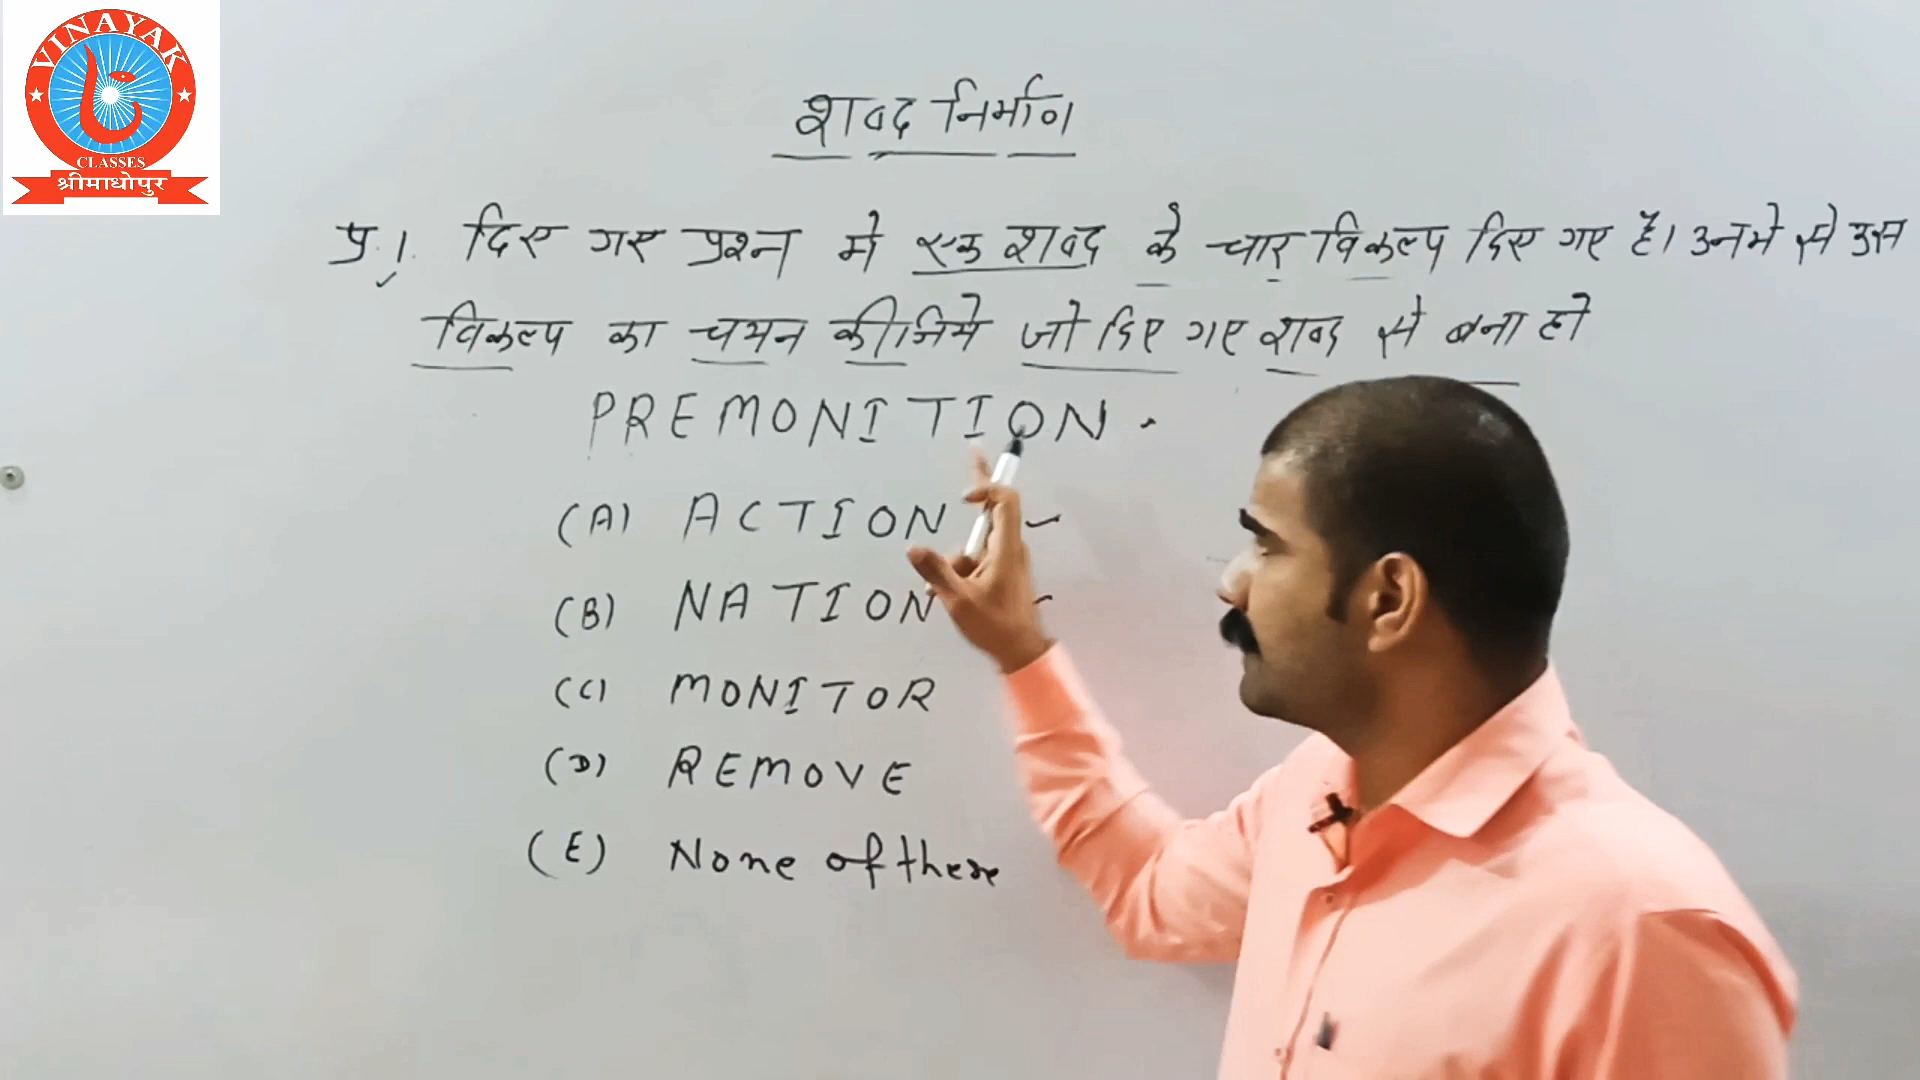 VINAYAK
CLASSES
श्रीमाधोपुर
शब्द निर्माण
प्र.1. दिए गए प्रश्न में एक शब्द के चार विकल्प दिए गए हैं। उनमे से उस
विकल्प का चयन कीजिये जो दिए गए शब्द से बना हो
PREMONITION
(A) ACTION
(B) NATION
(C) MONITOR
(D) REMOVE
(E) None of these